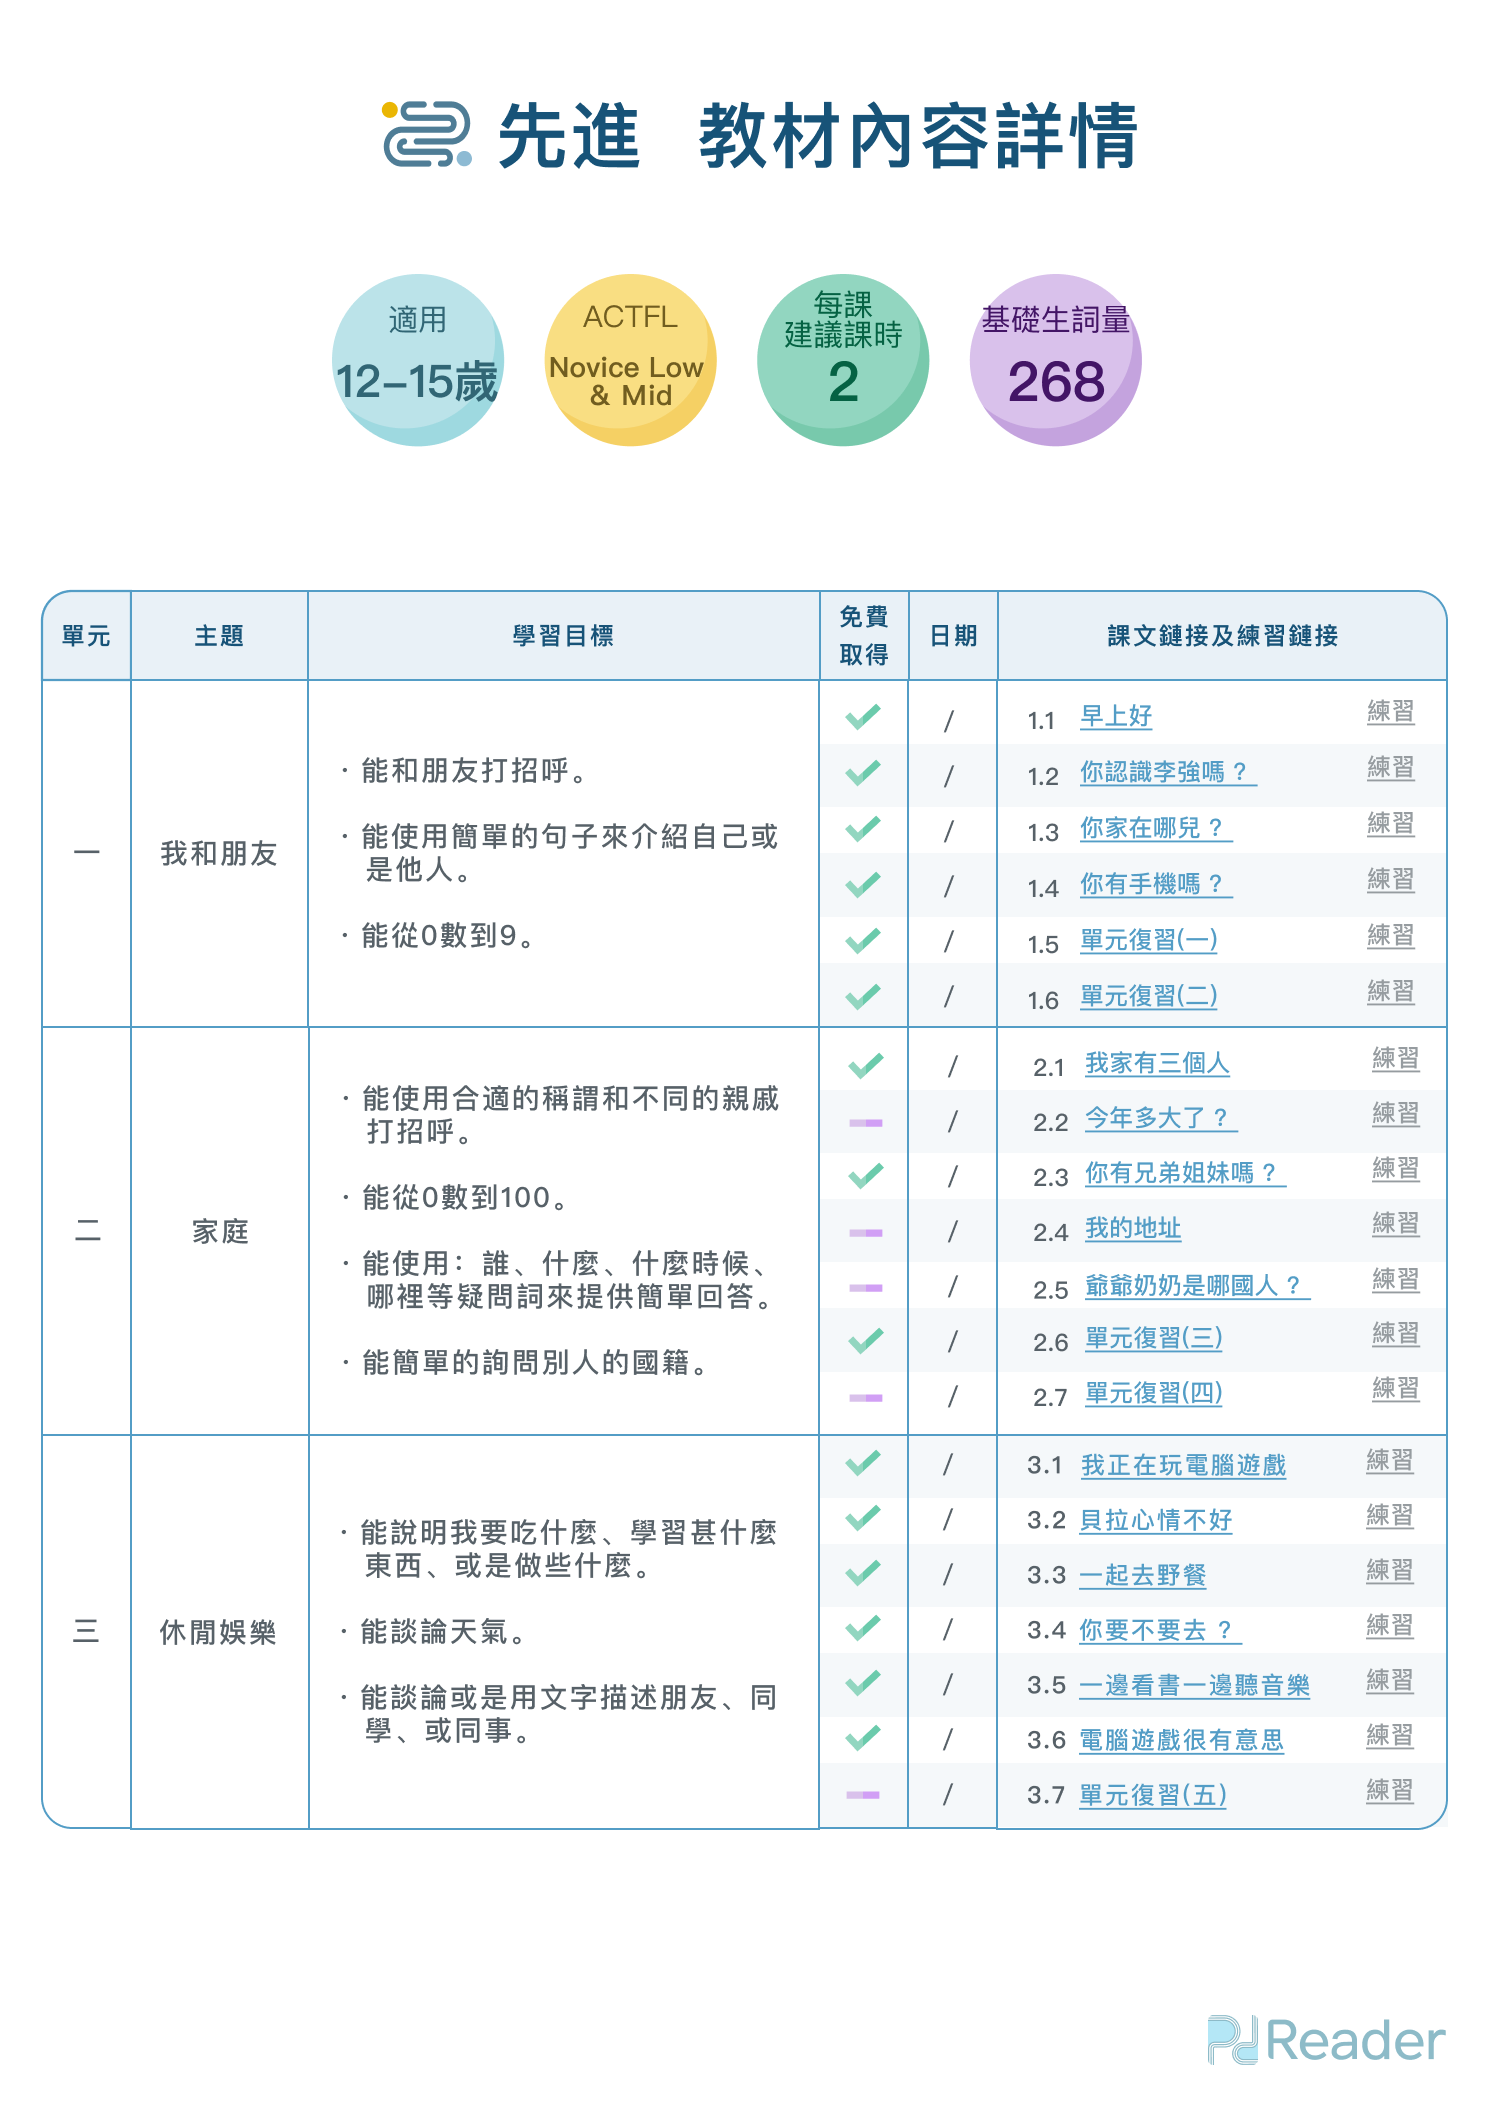 先進 教材內容詳情
適用
12–15歲
ACTFL
Novice Low
& Mid
每課
建議課時
2
基礎生詞量
268
單元 主題 學習目標 免費取得 日期 課文鏈接及練習鏈接
一
我和朋友
· 能和朋友打招呼。
· 能使用簡單的句子來介紹自己或
是他人。
· 能從0數到9。
/ 1.1 早上好 練習
/ 1.2 你認識李強嗎? 練習
/ 1.3 你家在哪兒? 練習
/ 1.4 你有手機嗎? 練習
/ 1.5 單元復習(一) 練習
/ 1.6 單元復習(二) 練習
二
家庭
· 能使用合適的稱謂和不同的親戚
打招呼。
· 能從0數到100。
· 能使用：誰、什麼、什麼時候、
哪裡等疑問詞來提供簡單回答。
· 能簡單的詢問別人的國籍。
/ 2.1 我家有三個人 練習
/ 2.2 今年多大了? 練習
/ 2.3 你有兄弟姐妹嗎? 練習
/ 2.4 我的地址 練習
/ 2.5 爺爺奶奶是哪國人? 練習
/ 2.6 單元復習(三) 練習
/ 2.7 單元復習(四) 練習
三
休閒娛樂
· 能說明我要吃什麼、學習甚什麼
東西、或是做些什麼。
· 能談論天氣。
· 能談論或是用文字描述朋友、同
學、或同事。
/ 3.1 我正在玩電腦遊戲 練習
/ 3.2 貝拉心情不好 練習
/ 3.3 一起去野餐 練習
/ 3.4 你要不要去? 練習
/ 3.5 一邊看書一邊聽音樂 練習
/ 3.6 電腦遊戲很有意思 練習
/ 3.7 單元復習(五) 練習
Reader